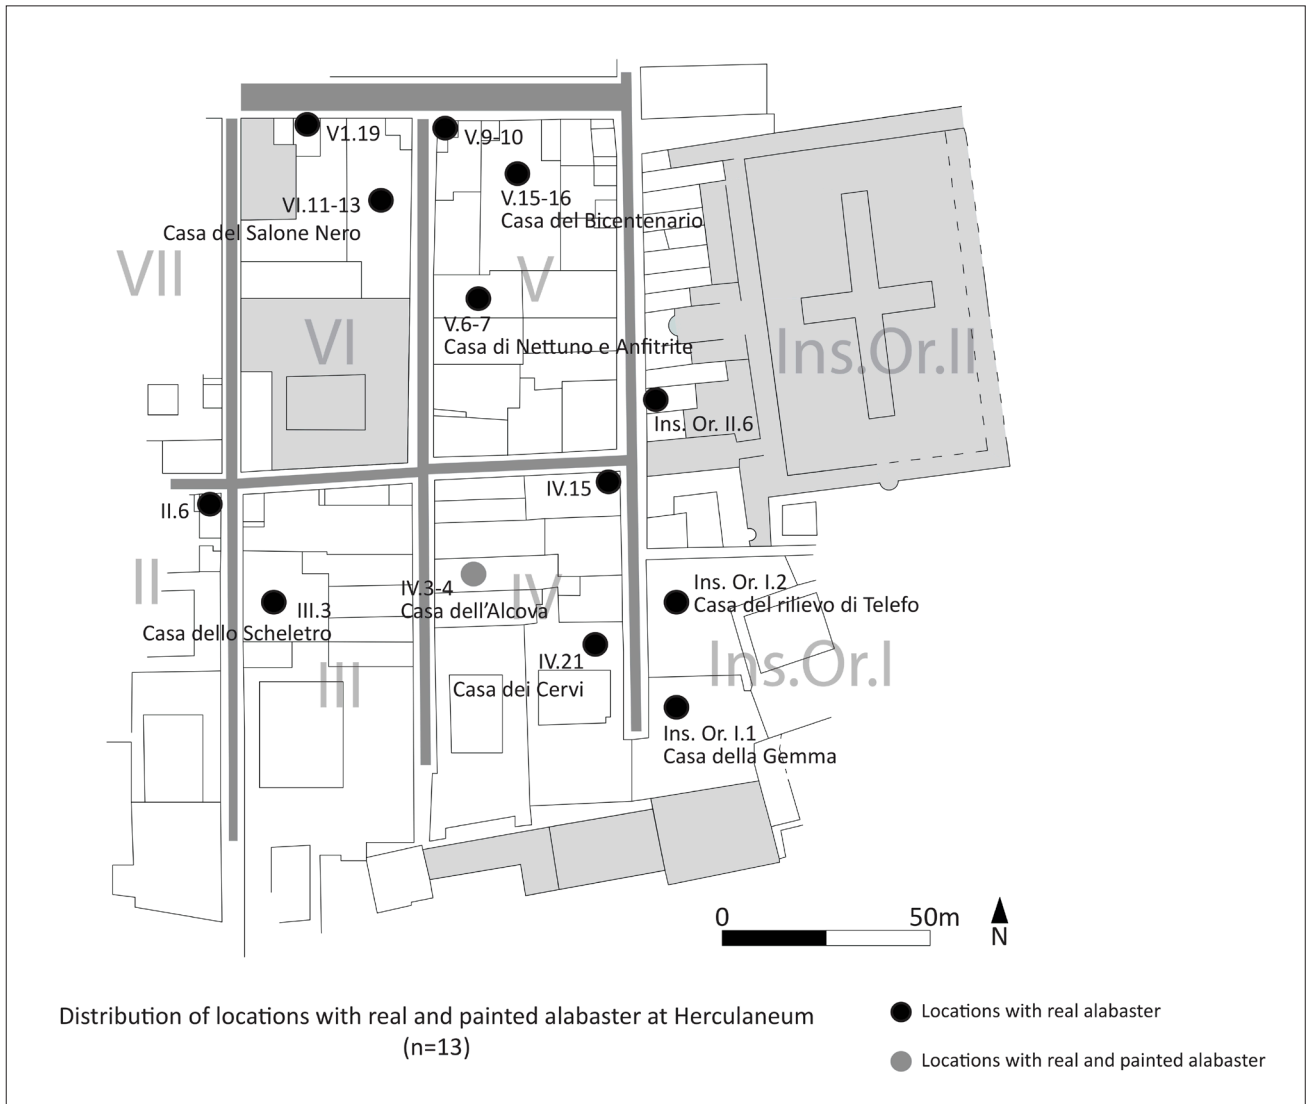 V1.19
V.9-10
V.15-16
Casa del Bicentenario
VI.11-13
Casa del Salone Nero
VII
V
V.6-7
Casa di Nettuno e Anfitrite
VI
Ins.Or.II
Ins. Or. II.6
IV.15
II.6
II
III.3
Casa dello Scheletro
III
IV.3-4
Casa dell'Alcova
IV
IV.21
Casa dei Cervi
Ins. Or. I.2
Casa del rilievo di Telefo
Ins.Or.I
Ins. Or. I.1
Casa della Gemma
0 50m
N
Distribution of locations with real and painted alabaster at Herculaneum
(n=13)
Locations with real alabaster
Locations with real and painted alabaster